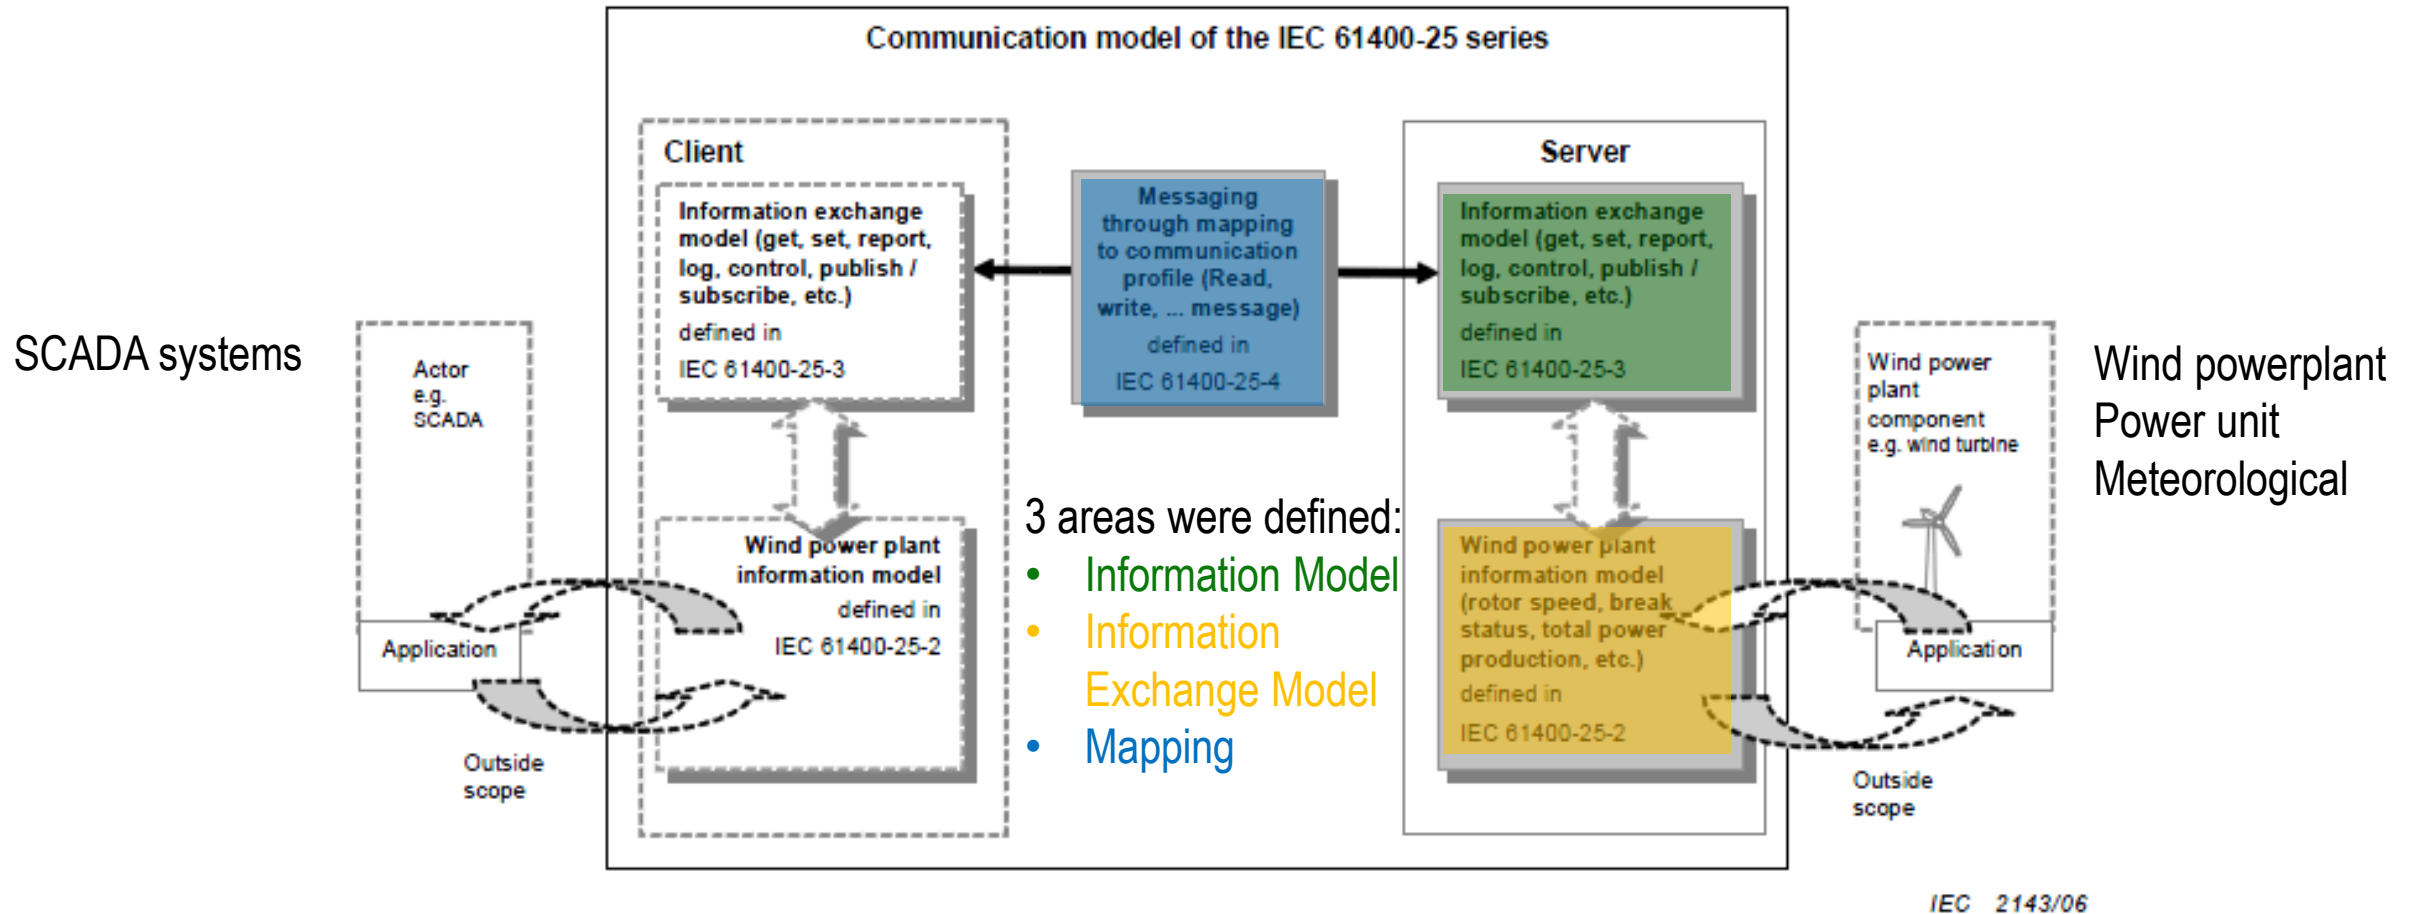 Communication model of the IEC 61400-25 series
SCADA systems
Actor
e.g.
SCADA
Application
Outside
scope
Client
Information exchange
model (get, set, report,
log, control, publish /
subscribe, etc.)
defined in
IEC 61400-25-3
Wind power plant
information model
defined in
IEC 61400-25-2
Messaging
through mapping
to communication
profile (Read,
write, ... message)
defined in
IEC 61400-25-4
3 areas were defined:
• Information Model
• Information
Exchange Model
• Mapping
Server
Information exchange
model (get, set, report,
log, control, publish /
subscribe, etc.)
defined in
IEC 61400-25-3
Wind power plant
information model
(rotor speed, break
status, total power
production, etc.)
defined in
IEC 61400-25-2
Wind power
plant
component
e.g. wind turbine
Application
Outside
scope
Wind powerplant
Power unit
Meteorological
IEC 2143/06